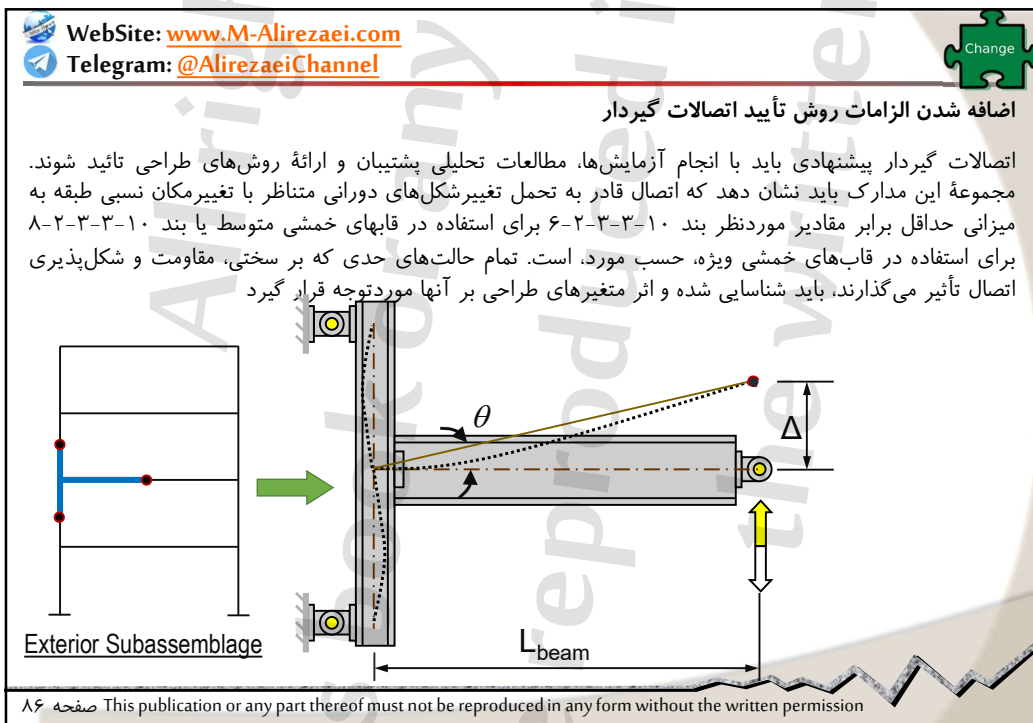 WebSite: www.M-Alirezaei.com
Telegram: @AlirezaeiChannel
Change
اضافه شدن الزامات روش تأیید اتصالات گیردار
اتصالات گیردار پیشنهادی باید با انجام آزمایش‌ها، مطالعات تحلیلی پشتیبان و ارائهٔ روش‌های طراحی تائید شوند.
مجموعهٔ این مدارک باید نشان دهد که اتصال قادر به تحمل تغییرشکل‌های دورانی متناظر با تغییرمکان نسبی طبقه به
میزانی حداقل برابر مقادیر موردنظر بند ۱۰-۳-۳-۲-۶ برای استفاده در قابهای خمشی متوسط یا بند ۱۰-۳-۳-۲-۸
برای استفاده در قاب‌های خمشی ویژه، حسب مورد، است. تمام حالت‌های حدی که بر سختی، مقاومت و شکل‌پذیری
اتصال تأثیر می‌گذارند، باید شناسایی شده و اثر متغیرهای طراحی بر آنها موردتوجه قرار گیرد
θ
Δ
Exterior Subassemblage
Lbeam
صفحه ۸۶ This publication or any part thereof must not be reproduced in any form without the written permission